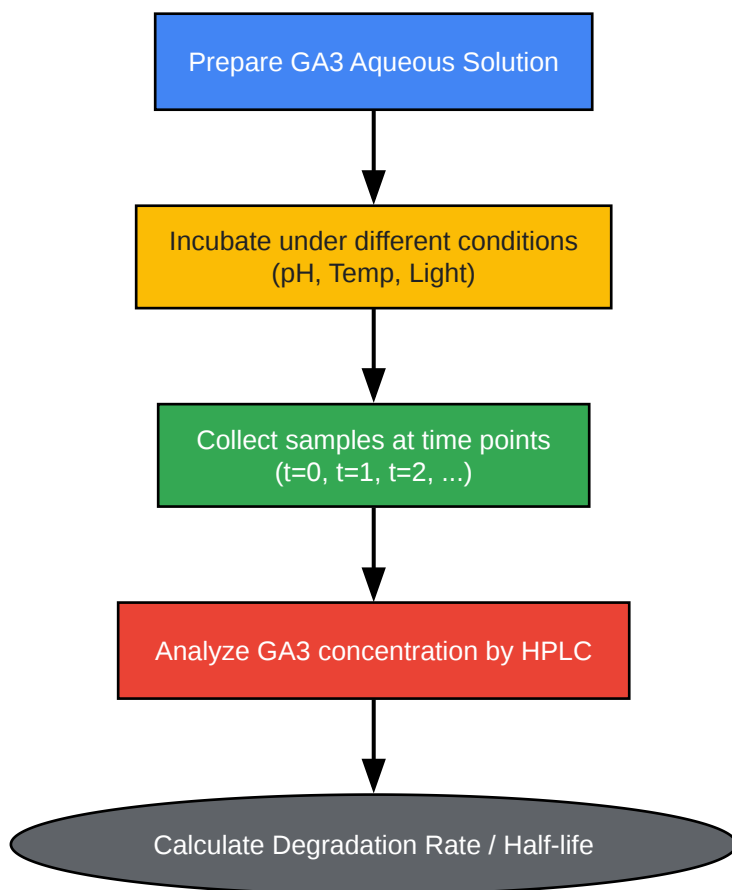 Prepare GA3 Aqueous Solution
Incubate under different conditions
(pH, Temp, Light)
Collect samples at time points
(t=0, t=1, t=2, ...)
Analyze GA3 concentration by HPLC
Calculate Degradation Rate / Half-life